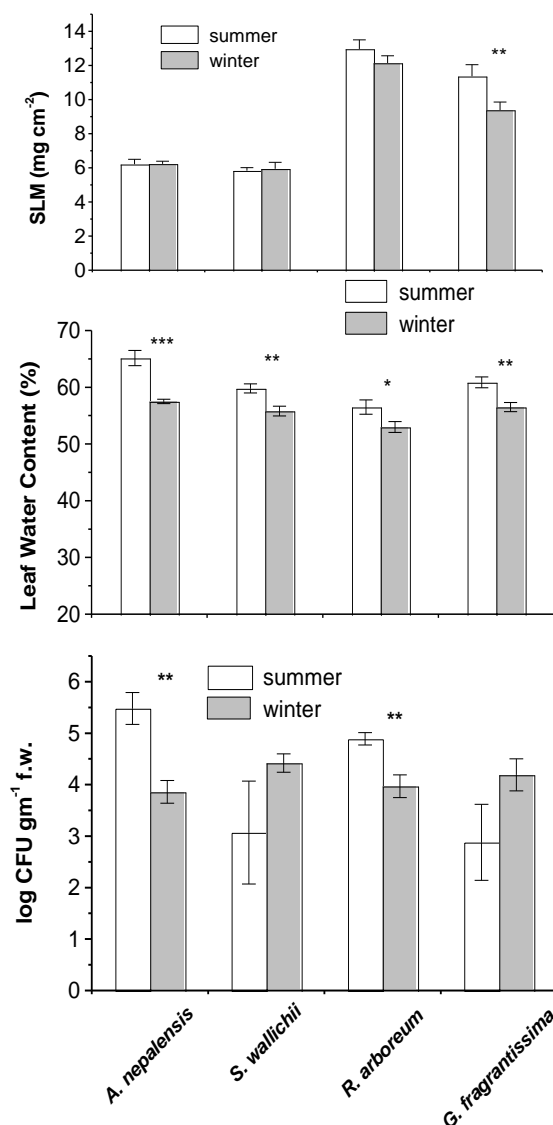 14
12
10
8
6
4
2
0
SLM (mg cm⁻²)
summer
winter
**
summer
winter
70
60
50
40
30
20
Leaf Water Content (%)
***
**
*
**
6
5
4
3
2
1
0
log CFU gm⁻¹ f.w.
summer
winter
**
**
A. nepalensis
S. wallichii
R. arboreum
G. fragrantissima